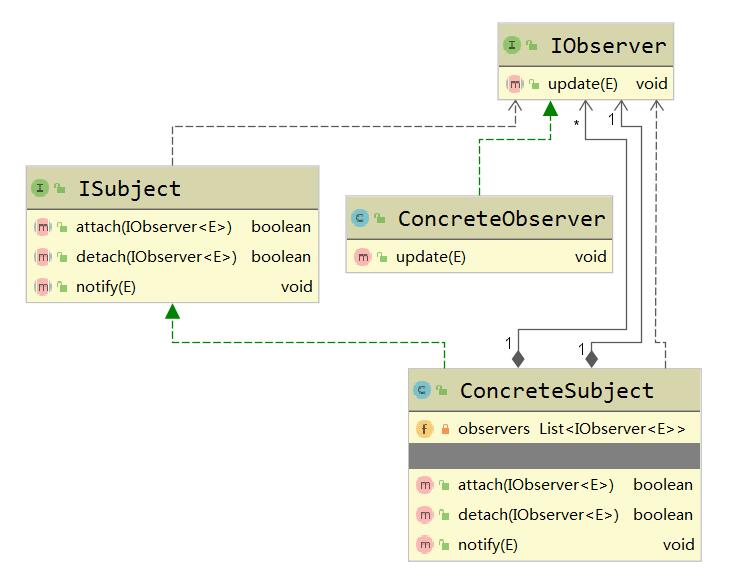 I IObserver
m update(E) void
* 1
I ISubject
m attach(IObserver<E>) boolean
m detach(IObserver<E>) boolean
m notify(E) void
C ConcreteObserver
m update(E) void
1 1
C ConcreteSubject
f observers List<IObserver<E>>
m attach(IObserver<E>) boolean
m detach(IObserver<E>) boolean
m notify(E) void